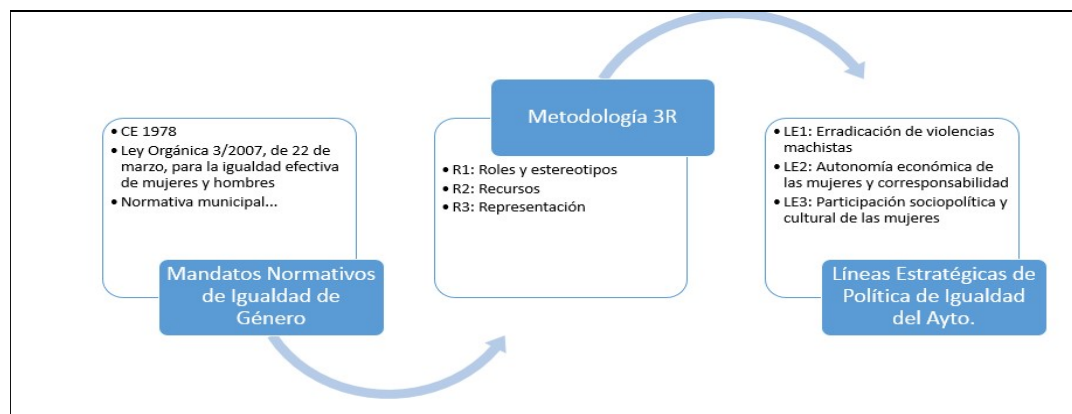 • CE 1978
• Ley Orgánica 3/2007, de 22 de
marzo, para la igualdad efectiva
de mujeres y hombres
• Normativa municipal...
Mandatos Normativos
de Igualdad de
Género
Metodología 3R
• R1: Roles y estereotipos
• R2: Recursos
• R3: Representación
• LE1: Erradicación de violencias
machistas
• LE2: Autonomía económica de
las mujeres y corresponsabilidad
• LE3: Participación sociopolítica y
cultural de las mujeres
Líneas Estratégicas de
Política de Igualdad
del Ayto.